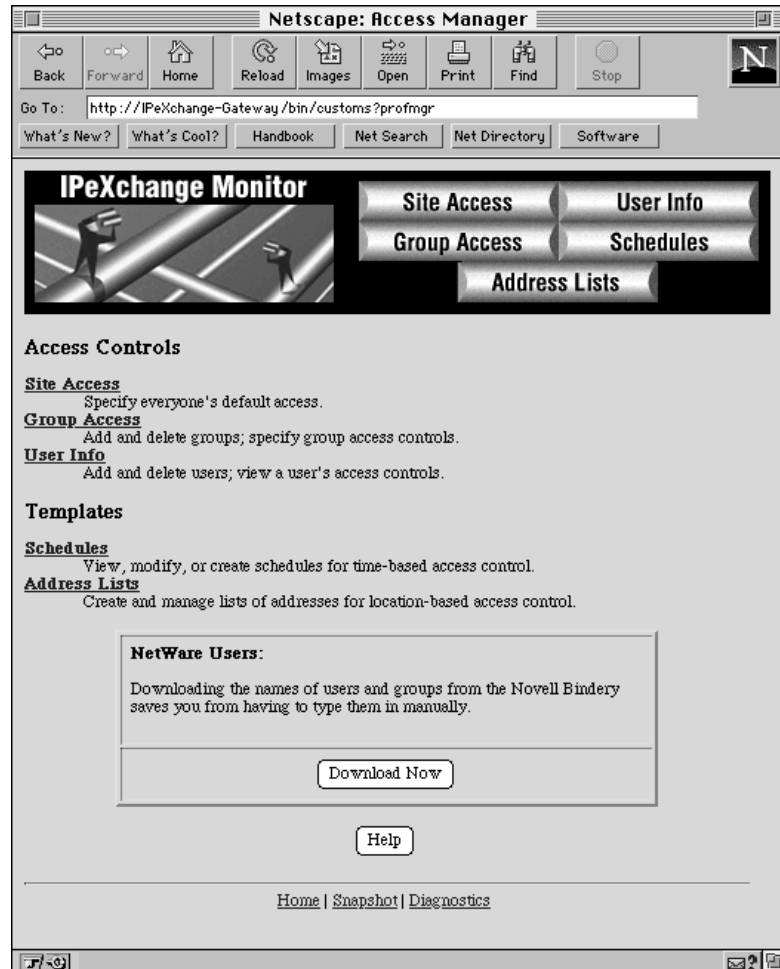 Netscape: Access Manager
Back Forward Home Reload Images Open Print Find Stop
N
Go To: http://IPeXchange-Gateway/bin/customs?profmgr
What's New? What's Cool? Handbook Net Search Net Directory Software
IPeXchange Monitor
Site Access User Info
Group Access Schedules
Address Lists
Access Controls
Site Access
Specify everyone's default access.
Group Access
Add and delete groups; specify group access controls.
User Info
Add and delete users; view a user's access controls.
Templates
Schedules
View, modify, or create schedules for time-based access control.
Address Lists
Create and manage lists of addresses for location-based access control.
NetWare Users:
Downloading the names of users and groups from the Novell Bindery
saves you from having to type them in manually.
Download Now
Help
Home | Snapshot | Diagnostics
?